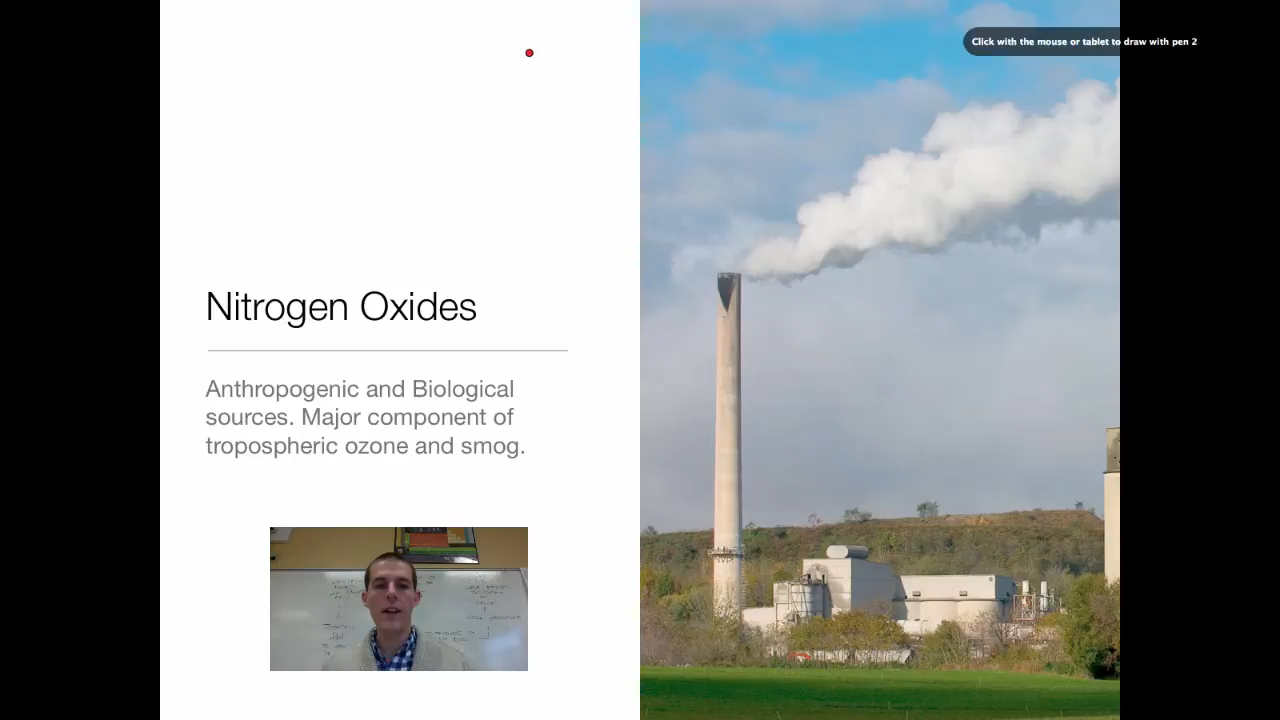 Click with the mouse or tablet to draw with pen 2
Nitrogen Oxides
Anthropogenic and Biological
sources. Major component of
tropospheric ozone and smog.